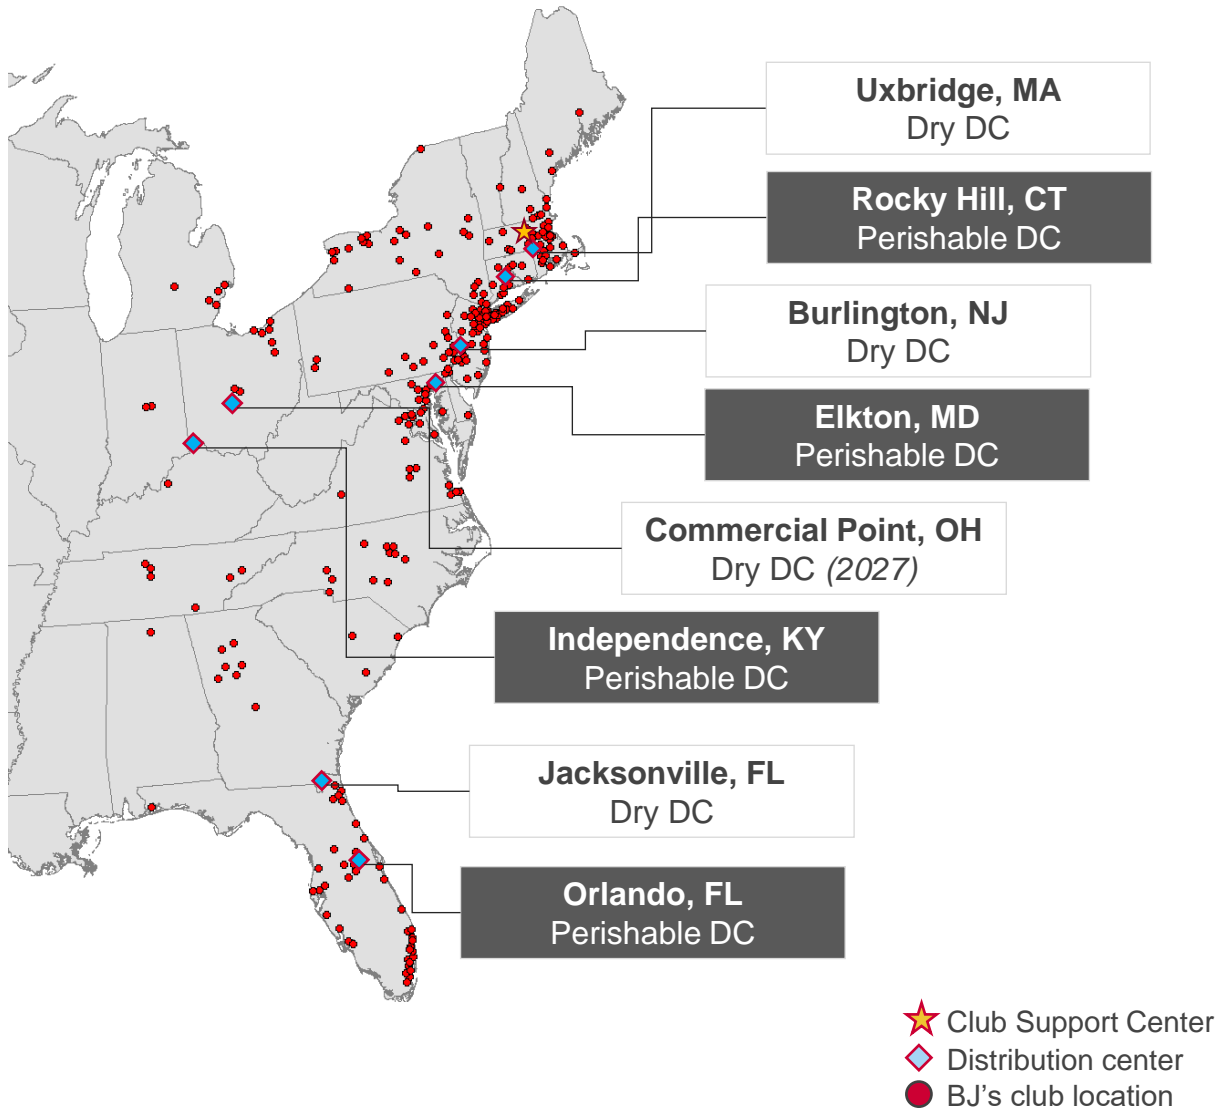 Uxbridge, MA
Dry DC
Rocky Hill, CT
Perishable DC
Burlington, NJ
Dry DC
Elkton, MD
Perishable DC
Commercial Point, OH
Dry DC (2027)
Independence, KY
Perishable DC
Jacksonville, FL
Dry DC
Orlando, FL
Perishable DC
Club Support Center
Distribution center
BJ's club location